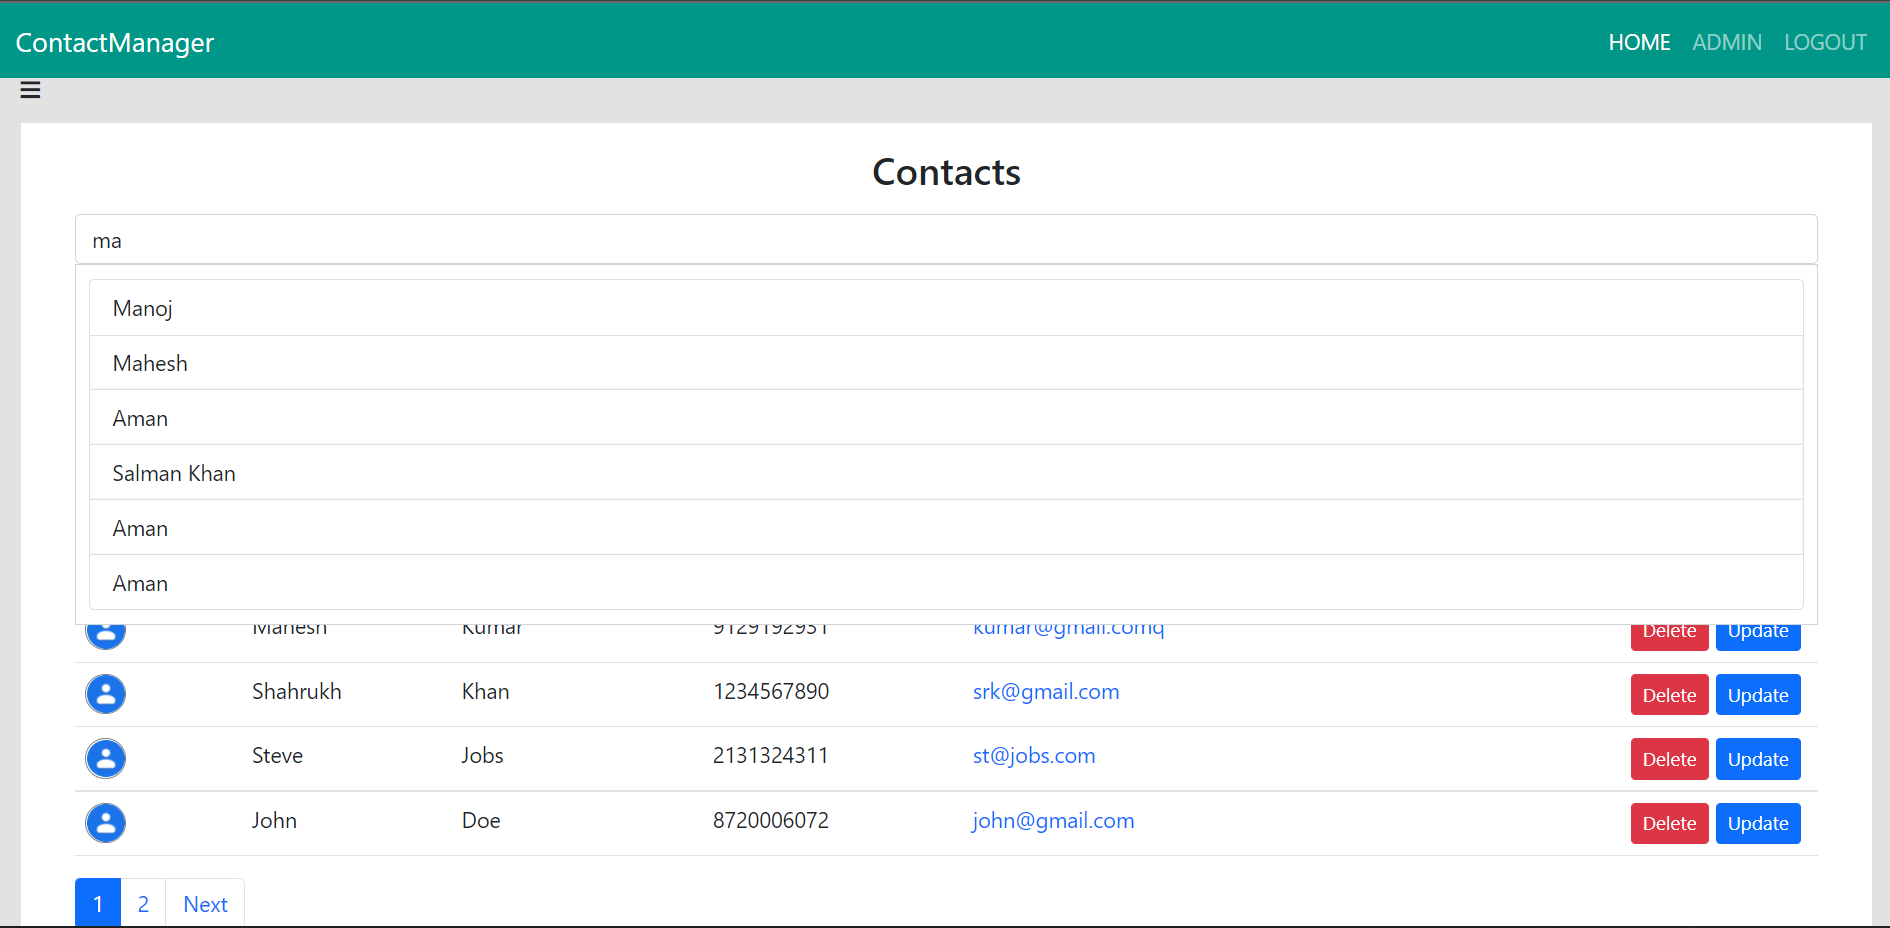 ContactManager HOME ADMIN LOGOUT
Contacts
ma
Manoj
Mahesh
Aman
Salman Khan
Aman
Aman
Mahesh Kumar 9129192931 kumar@gmail.comq Delete Update
Shahrukh Khan 1234567890 srk@gmail.com Delete Update
Steve Jobs 2131324311 st@jobs.com Delete Update
John Doe 8720006072 john@gmail.com Delete Update
1 2 Next